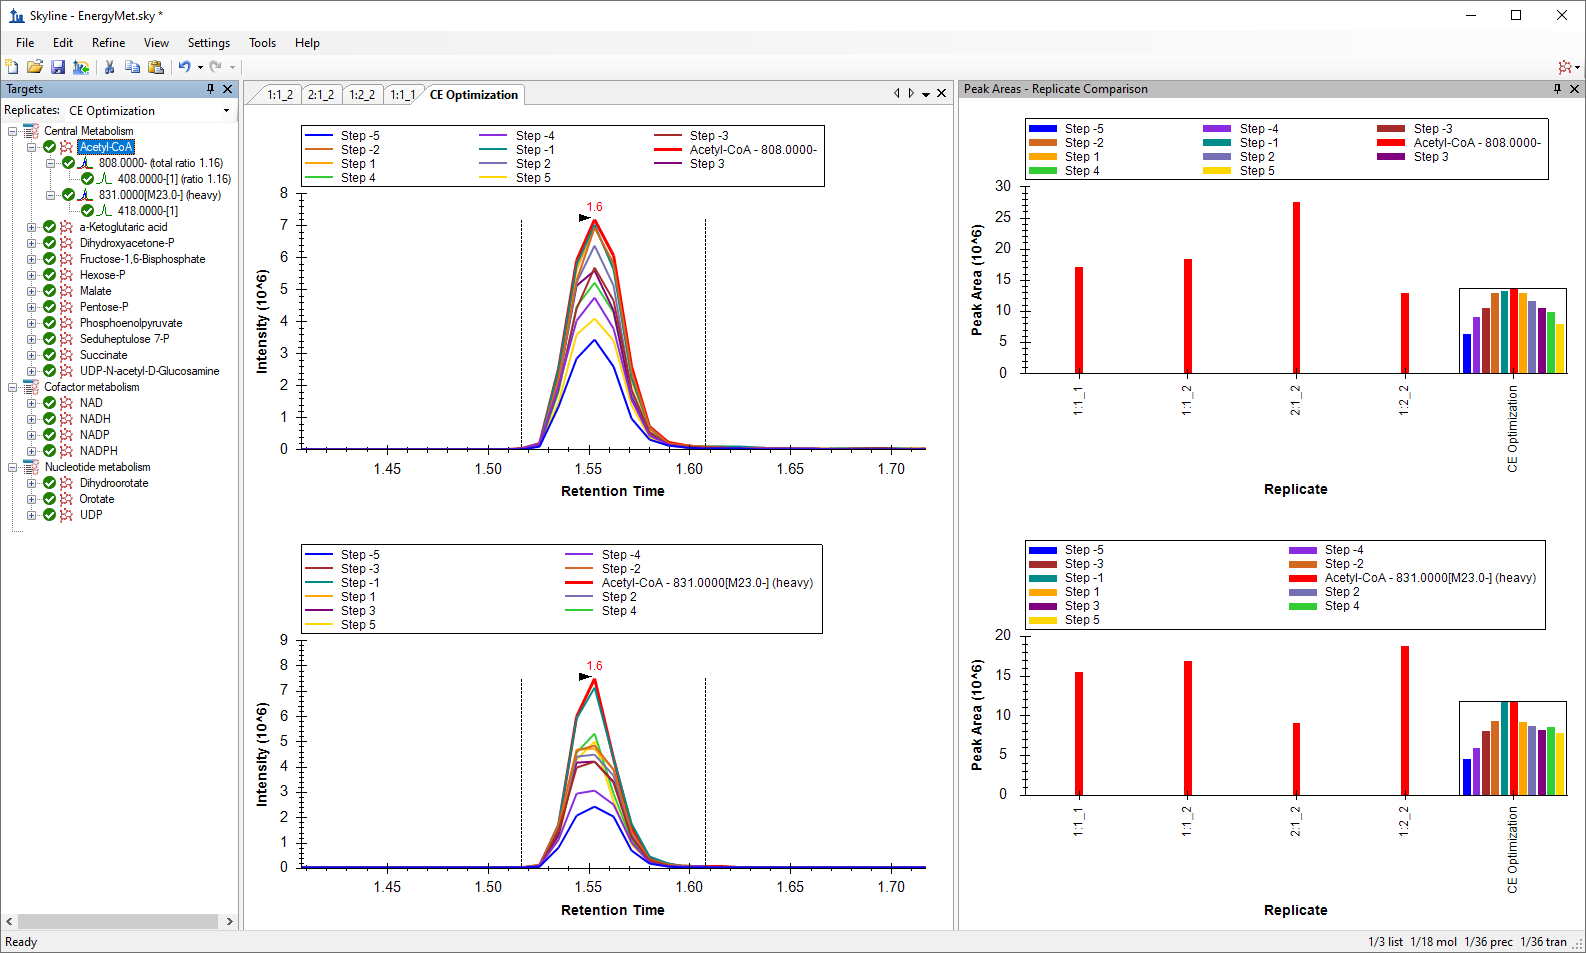 Skyline - EnergyMet.sky *
File Edit Refine View Settings Tools Help
Targets
Replicates: CE Optimization
Central Metabolism
Acetyl-CoA
808.0000- (total ratio 1.16)
408.0000-[1] (ratio 1.16)
831.0000[M23.0-] (heavy)
418.0000-[1]
a-Ketoglutaric acid
Dihydroxyacetone-P
Fructose-1,6-Bisphosphate
Hexose-P
Malate
Pentose-P
Phosphoenolpyruvate
Seduheptulose 7-P
Succinate
UDP-N-acetyl-D-Glucosamine
Cofactor metabolism
NAD
NADH
NADP
NADPH
Nucleotide metabolism
Dihydroorotate
Orotate
UDP
1:1_2 2:1_2 1:2_2 1:1_1 CE Optimization
Step -5 Step -4 Step -3
Step -2 Step -1 Acetyl-CoA - 808.0000-
Step 1 Step 2 Step 3
Step 4 Step 5
8
7
6
5
4
3
2
1
0
Intensity (10^6)
1.6
1.45 1.50 1.55 1.60 1.65 1.70
Retention Time
Step -5 Step -4
Step -3 Step -2
Step -1 Acetyl-CoA - 831.0000[M23.0-] (heavy)
Step 1 Step 2
Step 3 Step 4
Step 5
9
8
7
6
5
4
3
2
1
0
Intensity (10^6)
1.6
1.45 1.50 1.55 1.60 1.65 1.70
Retention Time
Peak Areas - Replicate Comparison
Step -5 Step -4 Step -3
Step -2 Step -1 Acetyl-CoA - 808.0000-
Step 1 Step 2 Step 3
Step 4 Step 5
30
25
20
15
10
5
0
Peak Area (10^6)
1:1_1 1:1_2 2:1_2 1:2_2 CE Optimization
Replicate
Step -5 Step -4
Step -3 Step -2
Step -1 Acetyl-CoA - 831.0000[M23.0-] (heavy)
Step 1 Step 2
Step 3 Step 4
Step 5
20
15
10
5
0
Peak Area (10^6)
1:1_1 1:1_2 2:1_2 1:2_2 CE Optimization
Replicate
Ready
1/3 list 1/18 mol 1/36 prec 1/36 tran